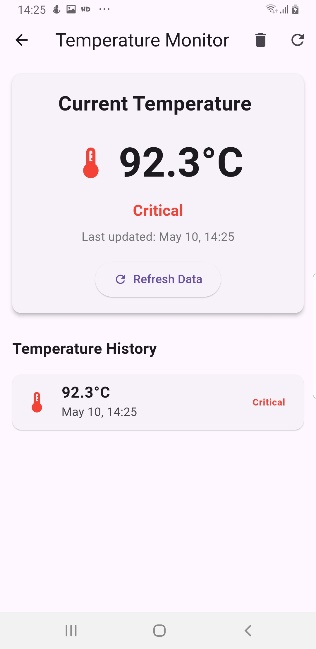 14:25
Temperature Monitor
Current Temperature
92.3°C
Critical
Last updated: May 10, 14:25
Refresh Data
Temperature History
92.3°C
May 10, 14:25
Critical